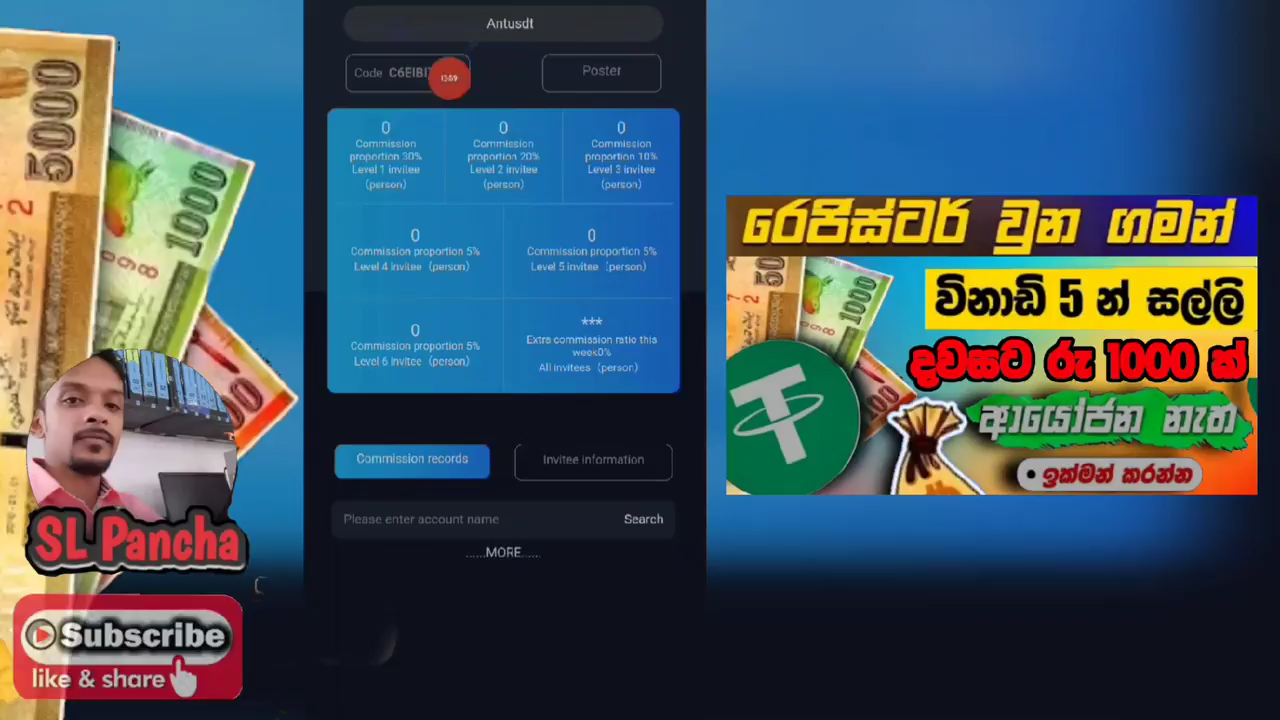 Antusdt
Code C6EIBI
1389
Poster
0
Commission
proportion 30%
Level 1 invitee
(person)
0
Commission
proportion 20%
Level 2 invitee
(person)
0
Commission
proportion 10%
Level 3 invitee
(person)
0
Commission proportion 5%
Level 4 invitee (person)
0
Commission proportion 5%
Level 5 invitee (person)
0
Commission proportion 5%
Level 6 invitee (person)
***
Extra commission ratio this
week0%
All invitees (person)
Commission records
Invitee information
Please enter account name
Search
......MORE......
5000
1000
SL Pancha
Subscribe
like & share
රෙජිස්ටර් වුන ගමන්
විනාඩි 5 න් සල්ලි
දවසට රු 1000 ක්
ආයෝජන නැත
• ඉක්මන් කරන්න
1000